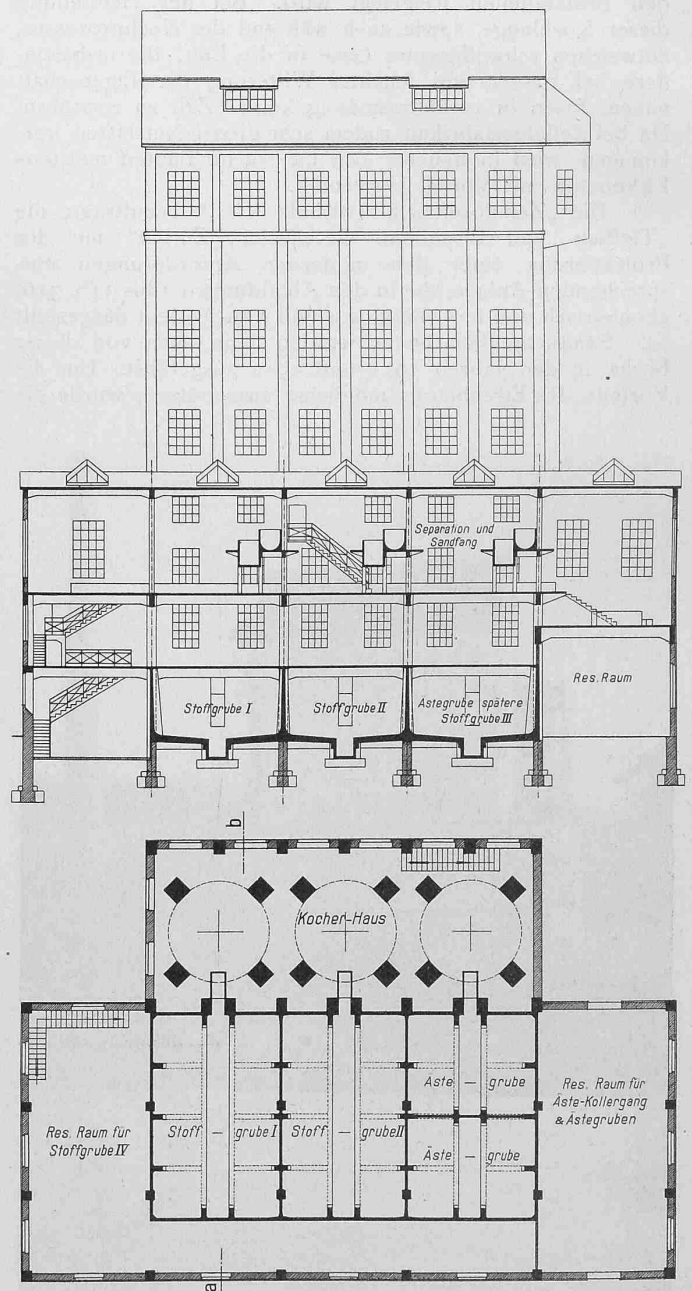 Separation und
Sandfang
Res. Raum
Stoffgrube I
Stoffgrube II
Ästegrube spätere
Stoffgrube III
b
Kocher-Haus
Äste - grube
Res. Raum für
Äste-Kollergang
& Ästegruben
Res. Raum für
Stoffgrube IV
Stoff - grube I
Stoff - grube II
Äste - grube
a